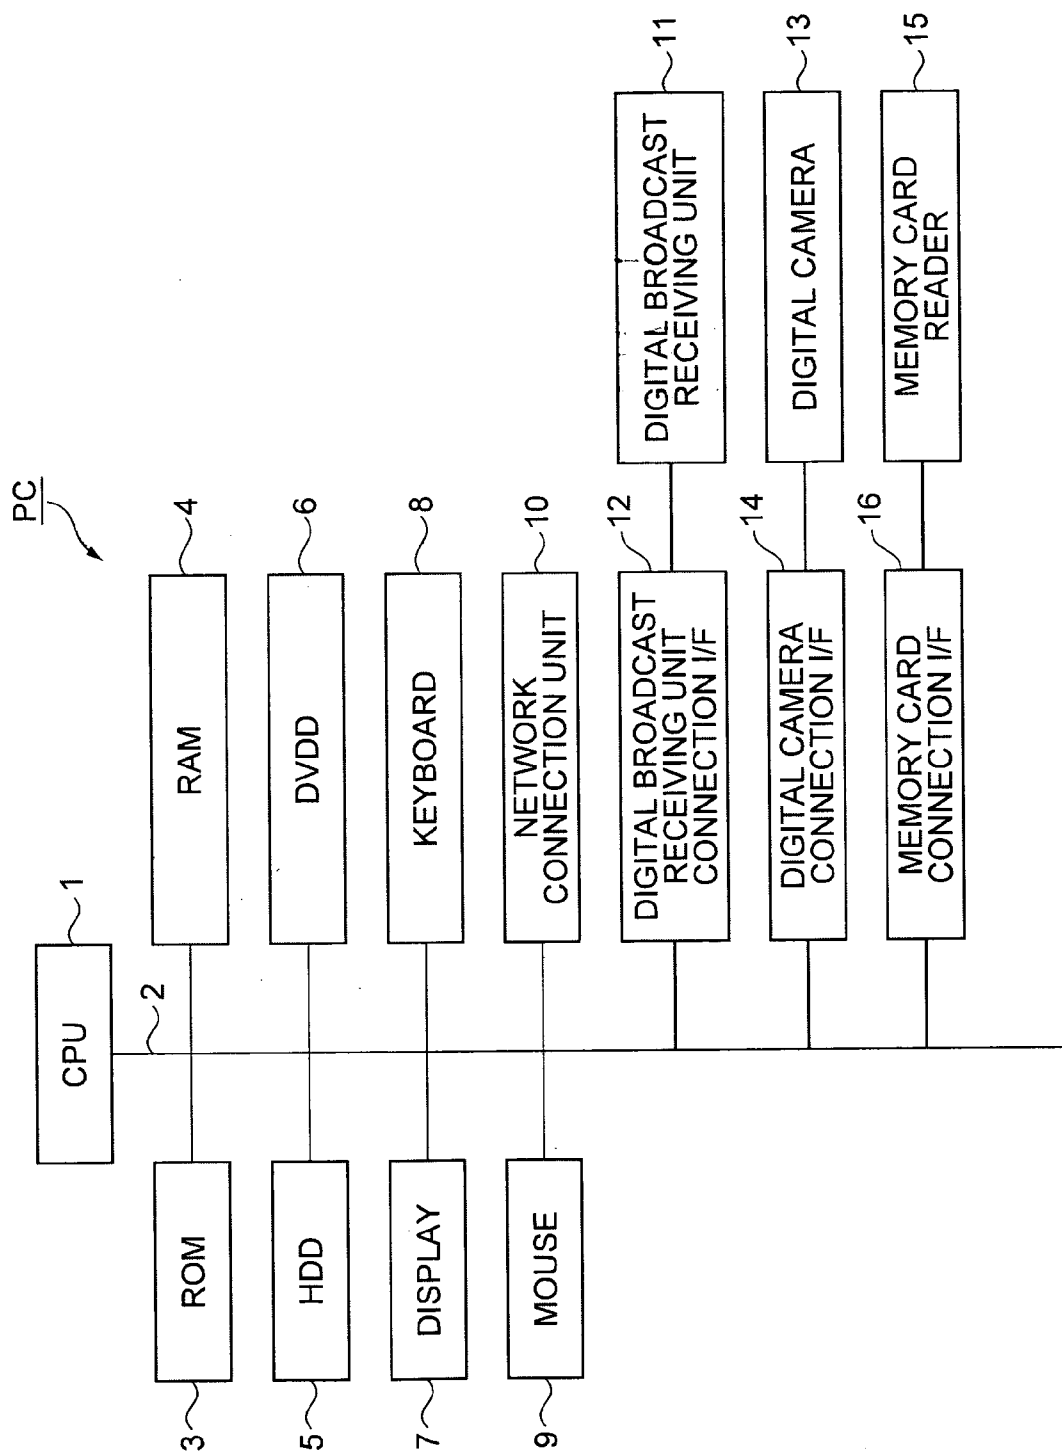 PC
CPU
1
2
ROM
3
RAM
4
HDD
5
DVDD
6
DISPLAY
7
KEYBOARD
8
MOUSE
9
NETWORK
CONNECTION UNIT
10
DIGITAL BROADCAST
RECEIVING UNIT
CONNECTION I/F
12
DIGITAL BROADCAST
RECEIVING UNIT
11
DIGITAL CAMERA
CONNECTION I/F
14
DIGITAL CAMERA
13
MEMORY CARD
CONNECTION I/F
16
MEMORY CARD
READER
15